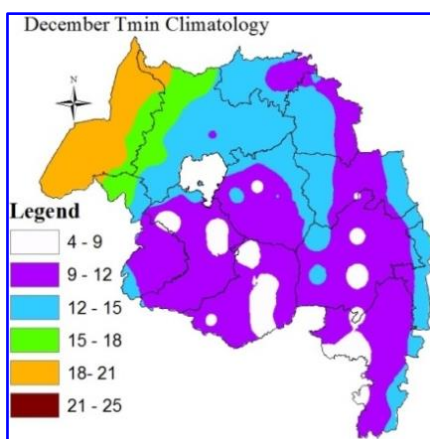 December Tmin Climatology
N
Legend
4 - 9
9 - 12
12 - 15
15 - 18
18- 21
21 - 25